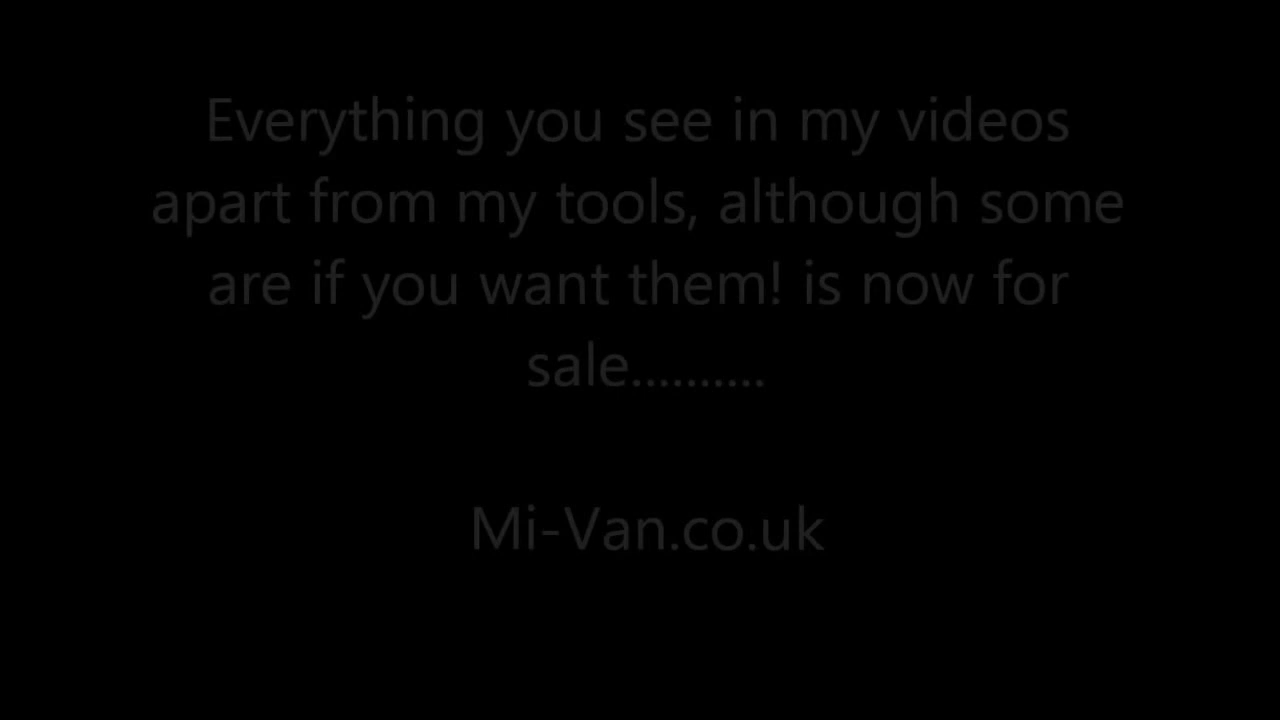 Everything you see in my videos
apart from my tools, although some
are if you want them! is now for
sale..........
Mi-Van.co.uk